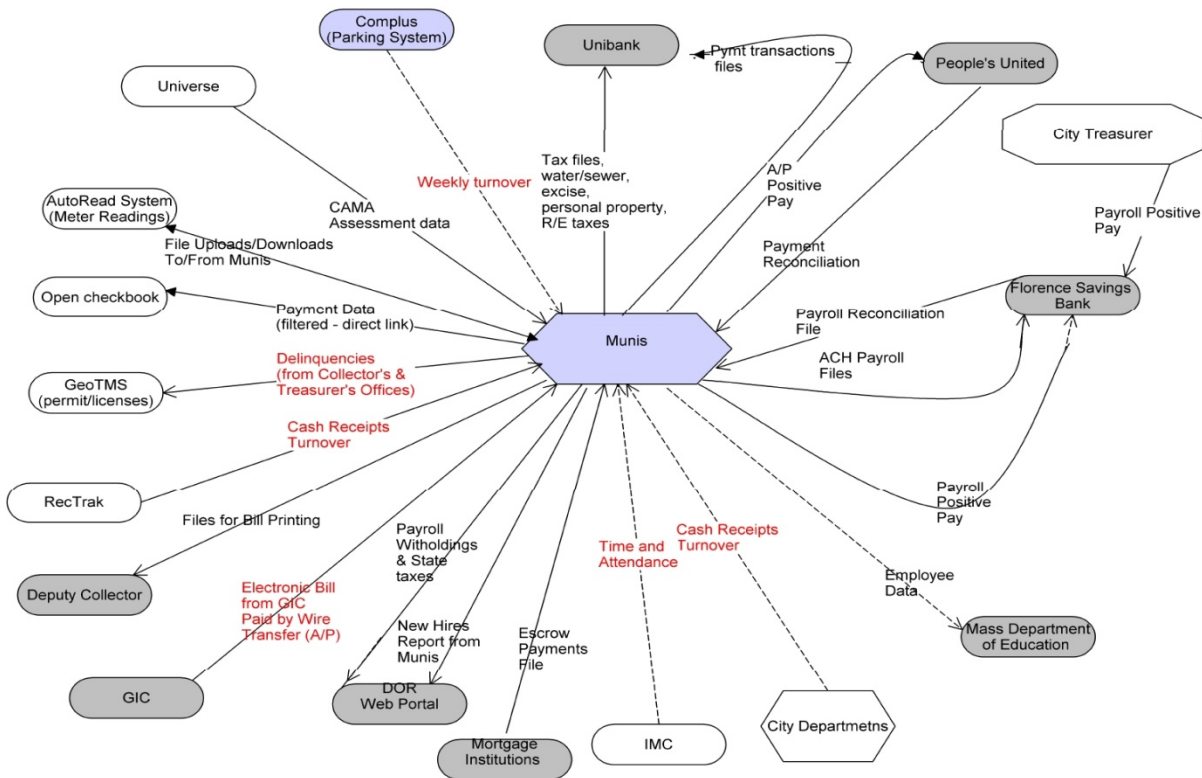 Complus
(Parking System)
Unibank
Pymt transactions
files
People's United
Universe
City Treasurer
Weekly turnover
Tax files,
water/sewer,
excise,
personal property,
R/E taxes
A/P
Positive
Pay
AutoRead System
(Meter Readings)
CAMA
Assessment data
Payroll Positive
Pay
File Uploads/Downloads
To/From Munis
Payment
Reconciliation
Open checkbook
Payment Data
(filtered - direct link)
Florence Savings
Bank
Payroll Reconciliation
File
Munis
Delinquencies
(from Collector's &
Treasurer's Offices)
ACH Payroll
Files
GeoTMS
(permit/licenses)
Cash Receipts
Turnover
RecTrak
Payroll
Positive
Pay
Files for Bill Printing
Payroll
Witholdings
& State
taxes
Time and
Attendance
Cash Receipts
Turnover
Employee
Data
Deputy Collector
Electronic Bill
from GIC
Paid by Wire
Transfer (A/P)
New Hires
Report from
Munis
Escrow
Payments
File
Mass Department
of Education
GIC
DOR
Web Portal
Mortgage
Institutions
IMC
City Departmetns